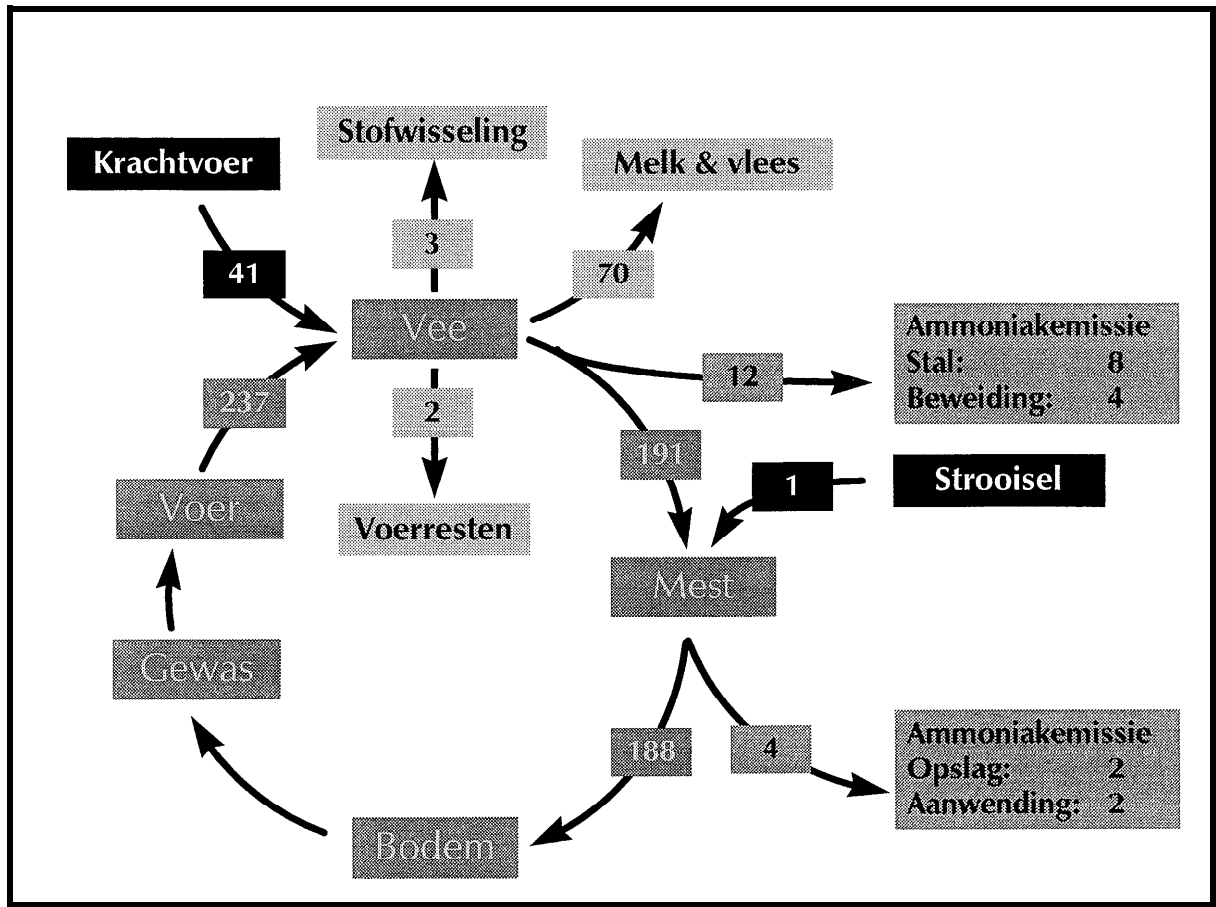 Stofwisseling
Krachtvoer
Melk & vlees
3
41
70
Vee
Ammoniakemissie
Stal: 8
Beweiding: 4
12
237
2
191
Strooisel
1
Voer
Voerresten
Mest
Gewas
188
4
Ammoniakemissie
Opslag: 2
Aanwending: 2
Bodem